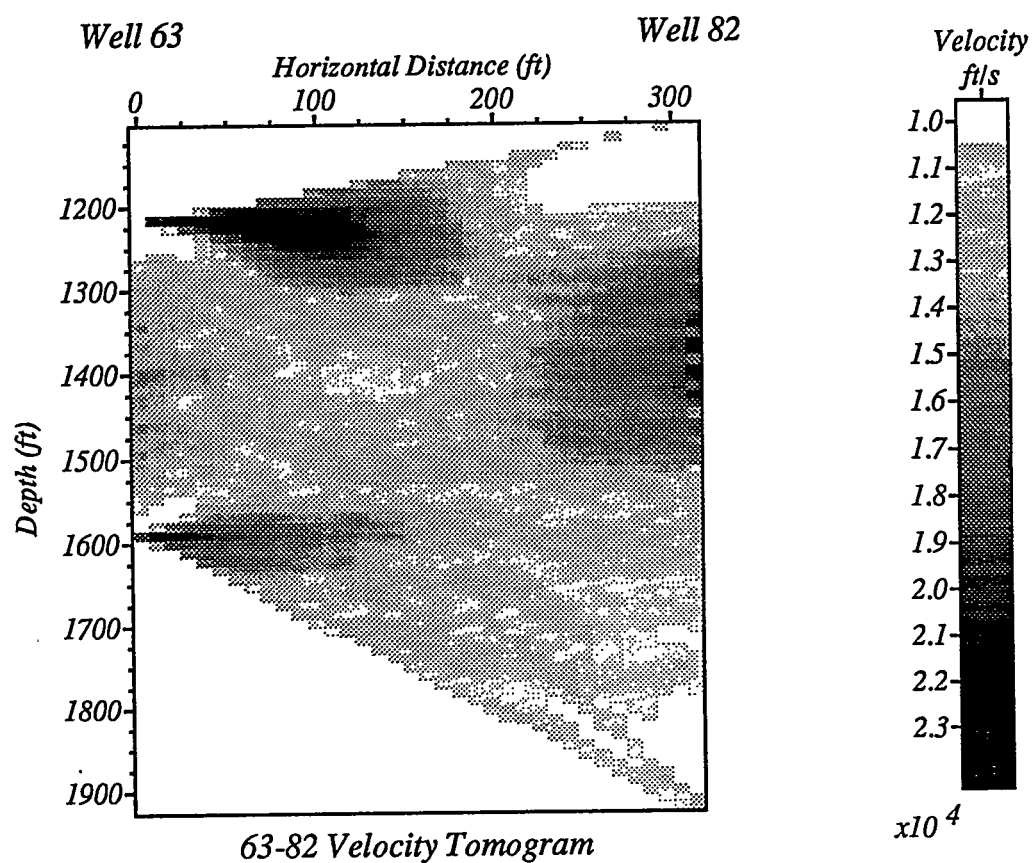 Well 63
Well 82
Horizontal Distance (ft)
0 100 200 300
Depth (ft)
1200
1300
1400
1500
1600
1700
1800
1900
63-82 Velocity Tomogram
Velocity
ft/s
1.0
1.1
1.2
1.3
1.4
1.5
1.6
1.7
1.8
1.9
2.0
2.1
2.2
2.3
x10 4